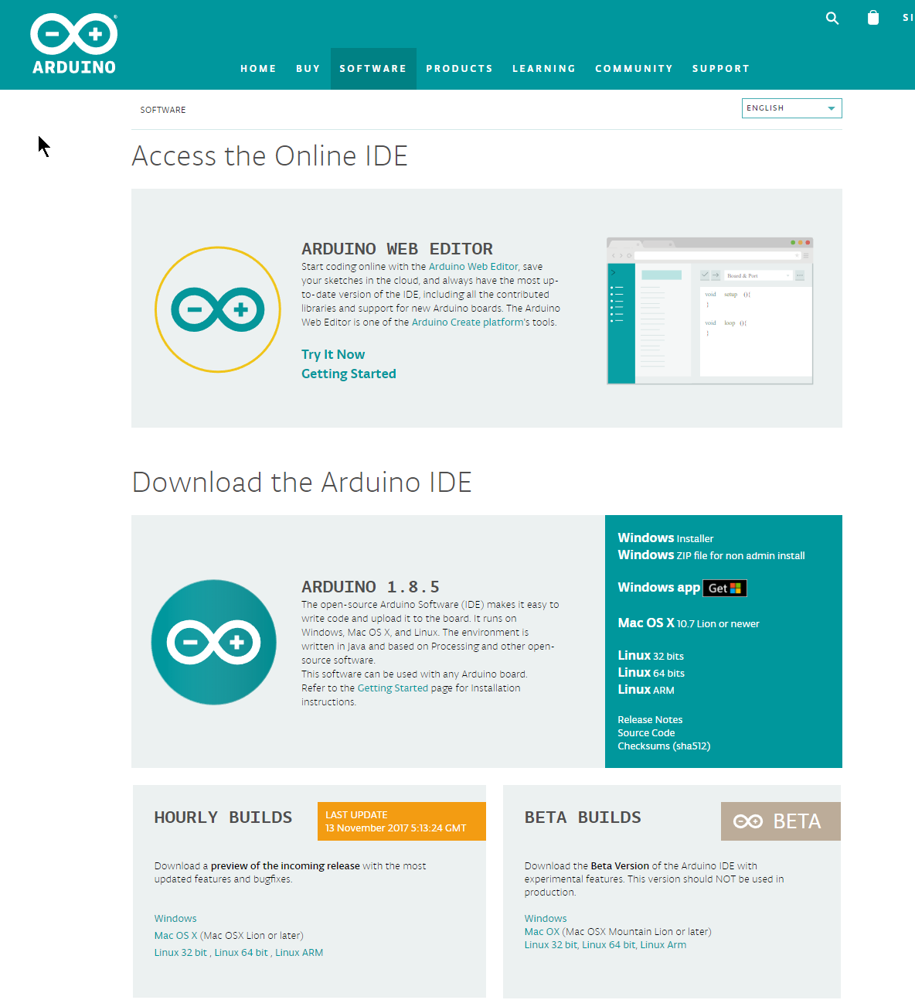 ARDUINO
SI
HOME BUY SOFTWARE PRODUCTS LEARNING COMMUNITY SUPPORT
SOFTWARE
ENGLISH
Access the Online IDE
ARDUINO WEB EDITOR
Start coding online with the Arduino Web Editor, save
your sketches in the cloud, and always have the most up-
to-date version of the IDE, including all the contributed
libraries and support for new Arduino boards. The Arduino
Web Editor is one of the Arduino Create platform's tools.
Try It Now
Getting Started
Board & Port
void setup (){
}
void loop (){
}
Download the Arduino IDE
ARDUINO 1.8.5
The open-source Arduino Software (IDE) makes it easy to
write code and upload it to the board. It runs on
Windows, Mac OS X, and Linux. The environment is
written in Java and based on Processing and other open-
source software.
This software can be used with any Arduino board.
Refer to the Getting Started page for Installation
instructions.
Windows Installer
Windows ZIP file for non admin install
Windows app Get
Mac OS X 10.7 Lion or newer
Linux 32 bits
Linux 64 bits
Linux ARM
Release Notes
Source Code
Checksums (sha512)
HOURLY BUILDS
LAST UPDATE
13 November 2017 5:13:24 GMT
Download a preview of the incoming release with the most
updated features and bugfixes.
Windows
Mac OS X (Mac OSX Lion or later)
Linux 32 bit , Linux 64 bit , Linux ARM
BETA BUILDS
BETA
Download the Beta Version of the Arduino IDE with
experimental features. This version should NOT be used in
production.
Windows
Mac OX (Mac OSX Mountain Lion or later)
Linux 32 bit, Linux 64 bit, Linux Arm